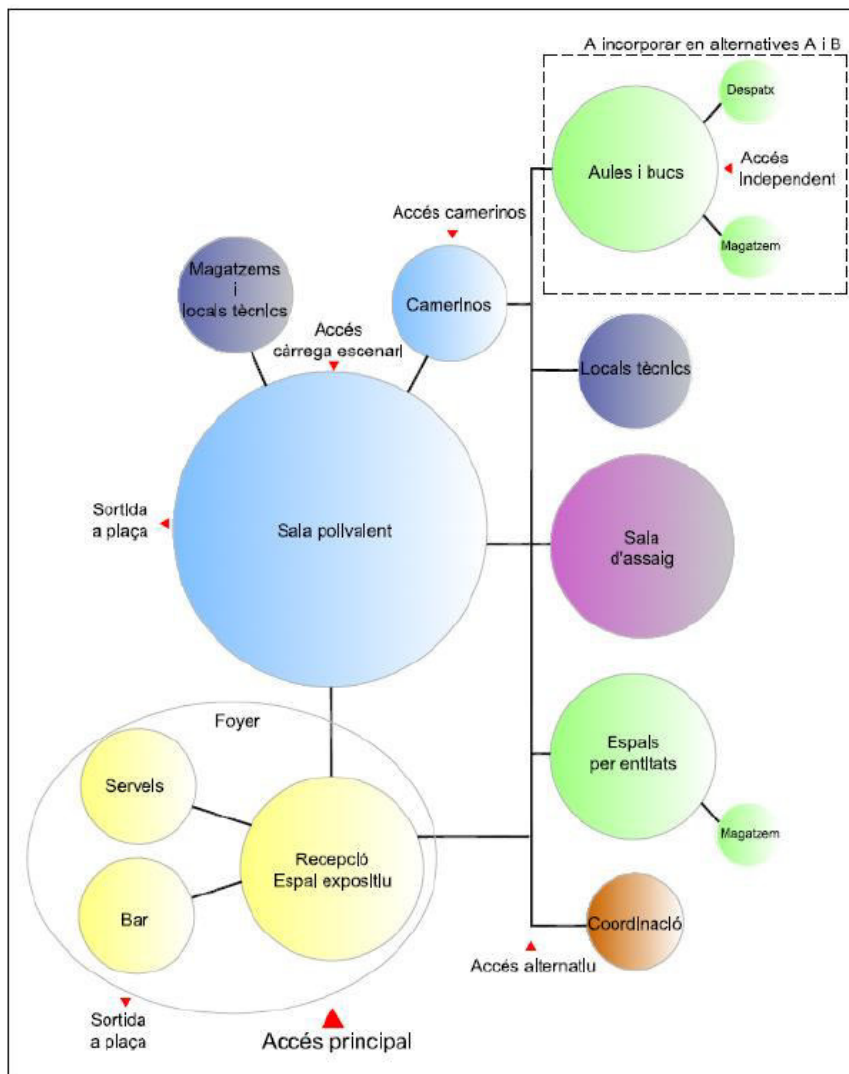 A incorporar en alternatives A i B
Despatx
Aules i bucs
Accés
independent
Magatzem
Accés camerinos
Magatzems
i
locals tècnics
Camerinos
Accés
càrrega escenari
Locals tècnics
Sortida
a plaça
Sala polivalent
Sala
d'assaig
Foyer
Serveis
Espais
per entitats
Magatzem
Recepció
Espai expositiu
Bar
Coordinació
Accés alternatiu
Sortida
a plaça
Accés principal